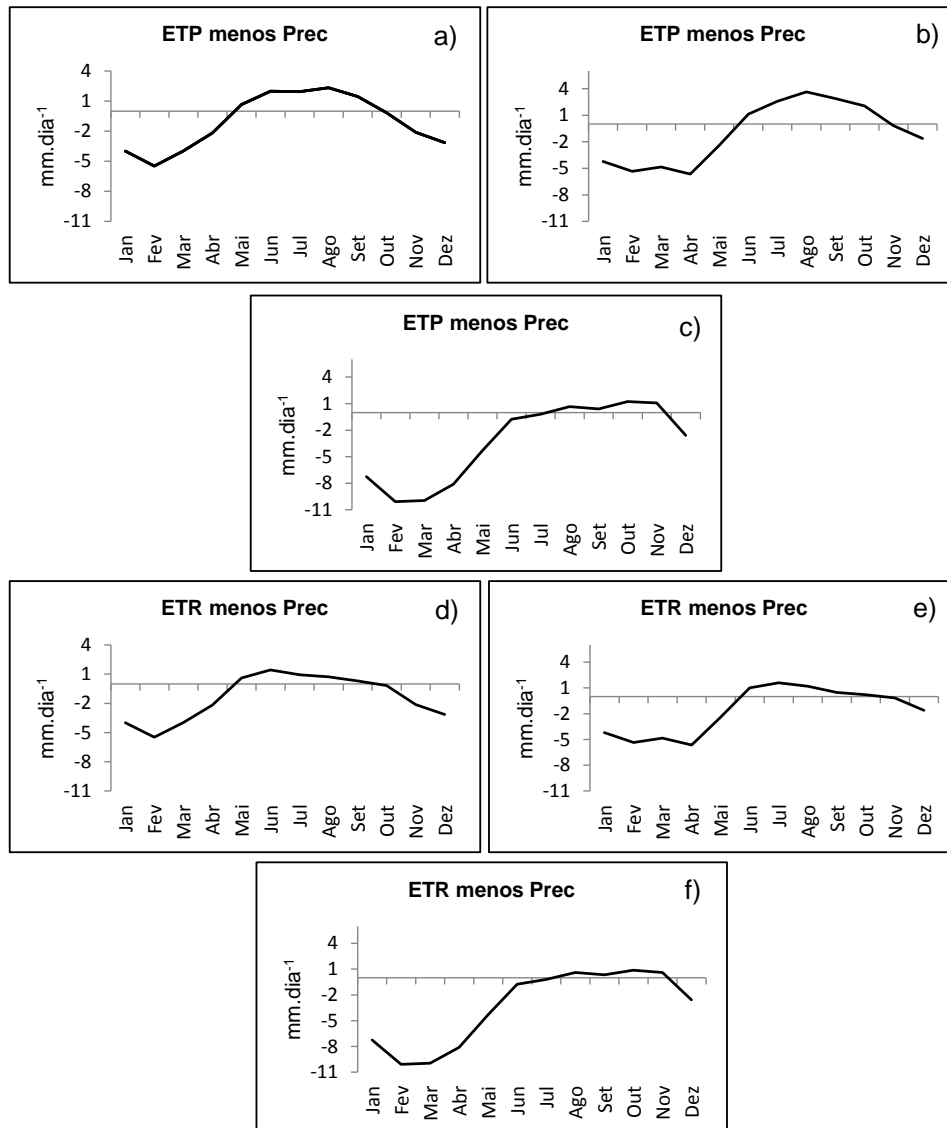 ETP menos Prec
a)
4
1
-2
-5
-8
-11
mm.dia-1
Jan
Fev
Mar
Abr
Mai
Jun
Jul
Ago
Set
Out
Nov
Dez
ETP menos Prec
b)
4
1
-2
-5
-8
-11
mm.dia-1
Jan
Fev
Mar
Abr
Mai
Jun
Jul
Ago
Set
Out
Nov
Dez
ETP menos Prec
c)
4
1
-2
-5
-8
-11
mm.dia-1
Jan
Fev
Mar
Abr
Mai
Jun
Jul
Ago
Set
Out
Nov
Dez
ETR menos Prec
d)
4
1
-2
-5
-8
-11
mm.dia-1
Jan
Fev
Mar
Abr
Mai
Jun
Jul
Ago
Set
Out
Nov
Dez
ETR menos Prec
e)
4
1
-2
-5
-8
-11
mm.dia-1
Jan
Fev
Mar
Abr
Mai
Jun
Jul
Ago
Set
Out
Nov
Dez
ETR menos Prec
f)
4
1
-2
-5
-8
-11
mm.dia-1
Jan
Fev
Mar
Abr
Mai
Jun
Jul
Ago
Set
Out
Nov
Dez